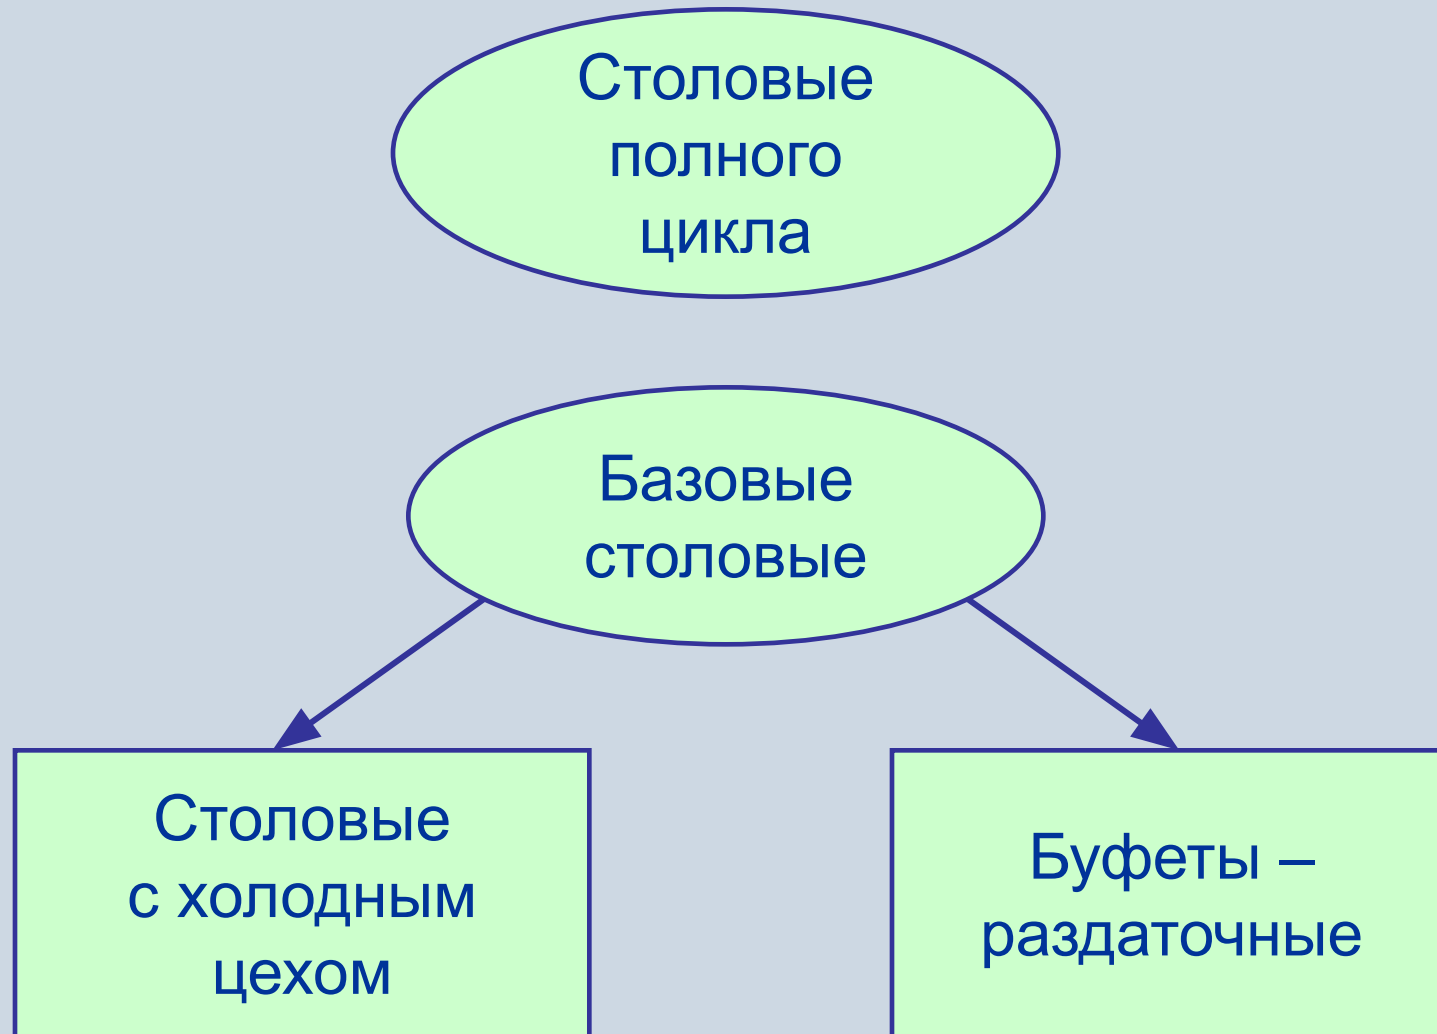 Столовые
полного
цикла
Базовые
столовые
Столовые
с холодным
цехом
Буфеты –
раздаточные